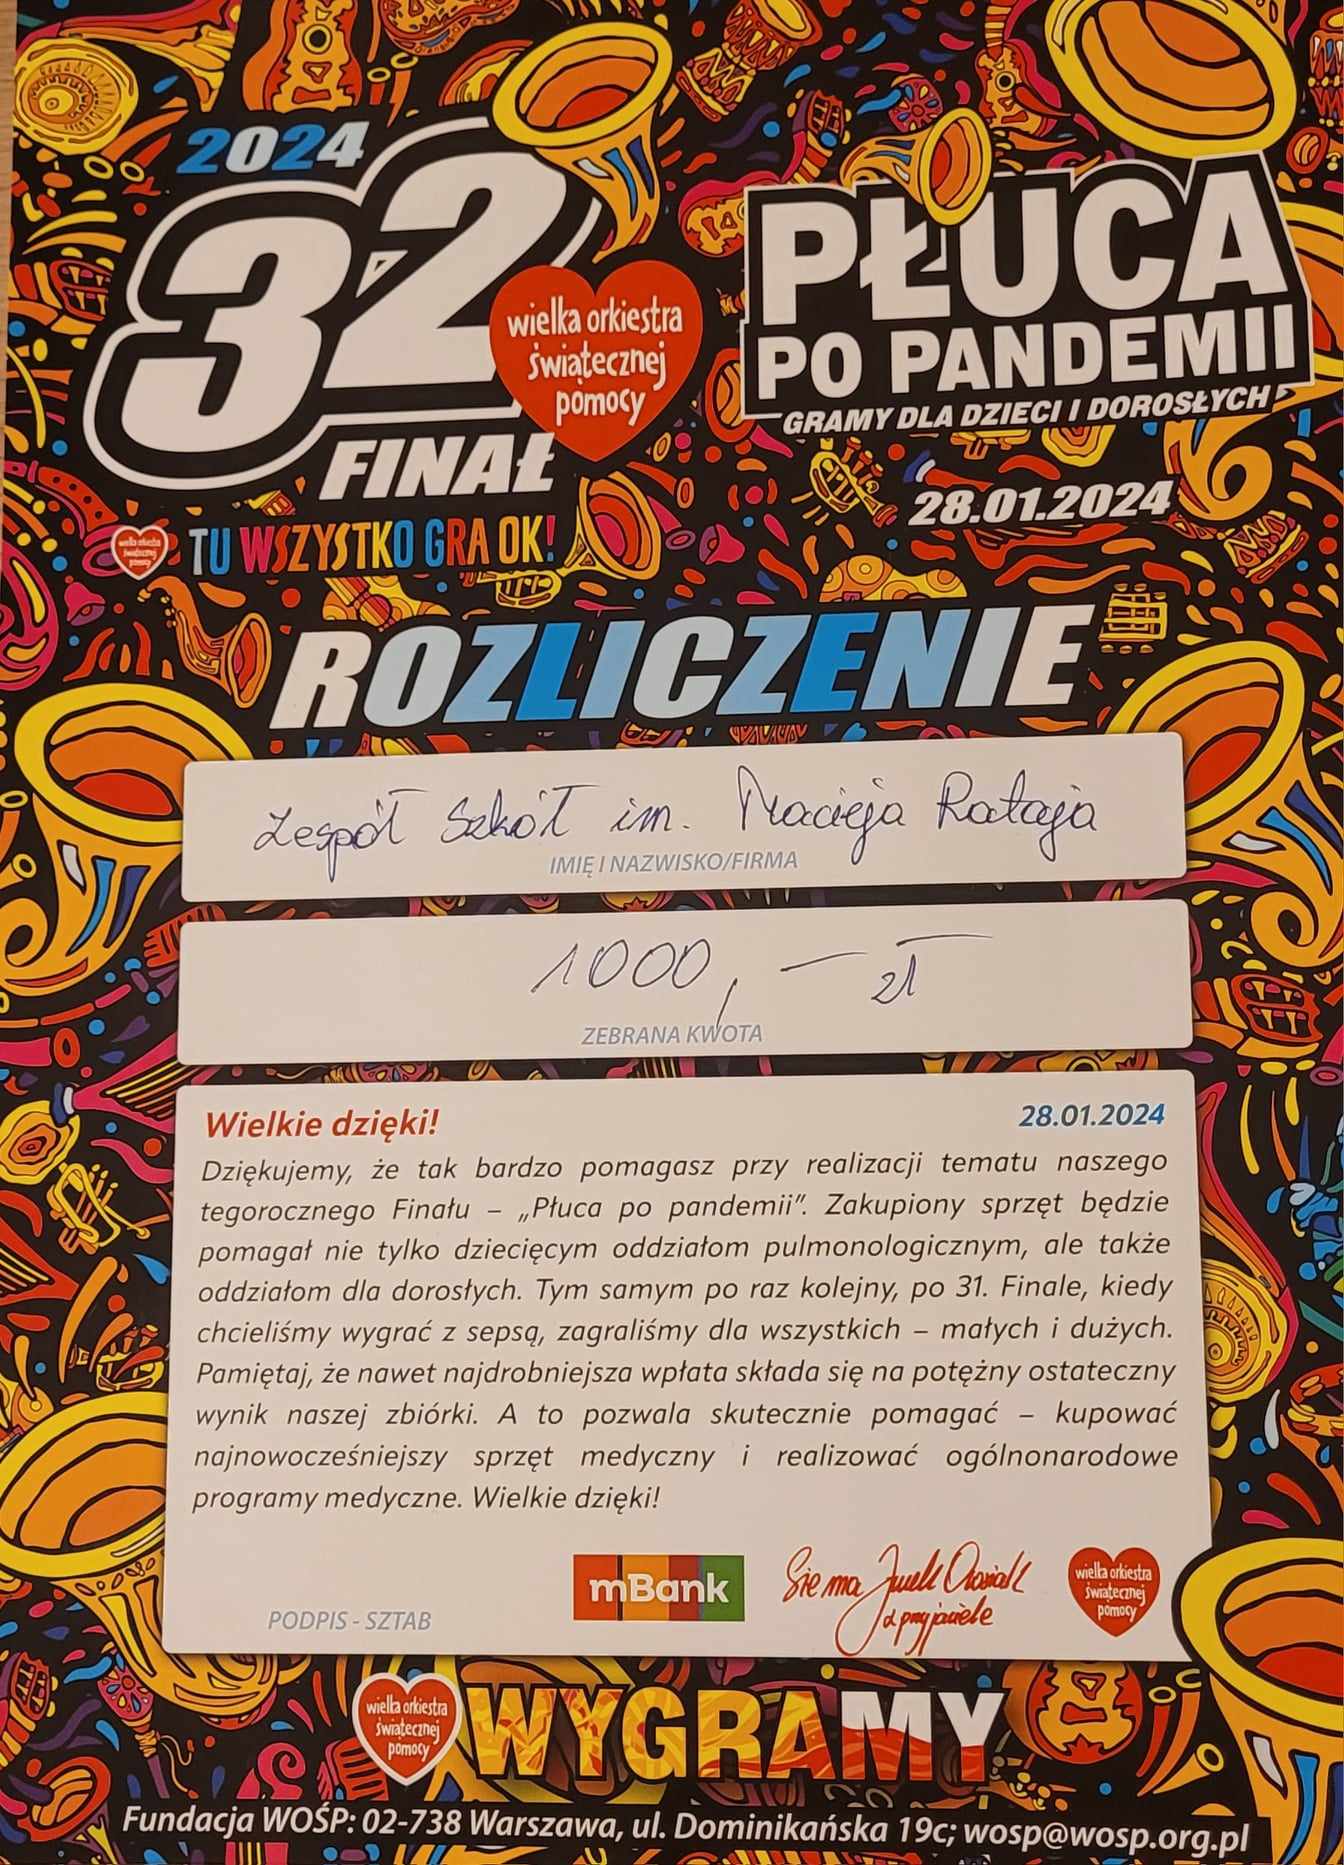 2024
32
FINAŁ
wielka orkiestra
świątecznej
pomocy
PŁUCA
PO PANDEMII
GRAMY DLA DZIECI I DOROSŁYCH
28.01.2024
wielka orkiestra
świątecznej
pomocy
TU WSZYSTKO GRA OK!
ROZLICZENIE
Zespół Szkół im. Macieja Rataja
IMIĘ I NAZWISKO/FIRMA
1000,— zł
ZEBRANA KWOTA
Wielkie dzięki!
28.01.2024
Dziękujemy, że tak bardzo pomagasz przy realizacji tematu naszego
tegorocznego Finału – „Płuca po pandemii”. Zakupiony sprzęt będzie
pomagał nie tylko dziecięcym oddziałom pulmonologicznym, ale także
oddziałom dla dorosłych. Tym samym po raz kolejny, po 31. Finale, kiedy
chcieliśmy wygrać z sepsą, zagraliśmy dla wszystkich – małych i dużych.
Pamiętaj, że nawet najdrobniejsza wpłata składa się na potężny ostateczny
wynik naszej zbiórki. A to pozwala skutecznie pomagać – kupować
najnowocześniejszy sprzęt medyczny i realizować ogólnonarodowe
programy medyczne. Wielkie dzięki!
PODPIS - SZTAB
mBank
Sie ma Jurek Owsiak
z przyjaciele
wielka orkiestra
świątecznej
pomocy
wielka orkiestra
świątecznej
pomocy
WYGRAMY
Fundacja WOŚP: 02-738 Warszawa, ul. Dominikańska 19c; wosp@wosp.org.pl